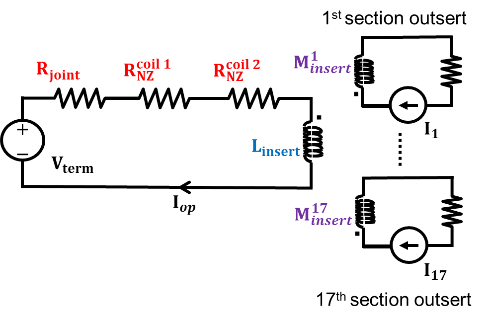 1st section outsert
R_joint R_NZ^coil 1 R_NZ^coil 2 M_insert^1
+
−
V_term
L_insert
I_1
I_op
M_insert^17
I_17
17th section outsert